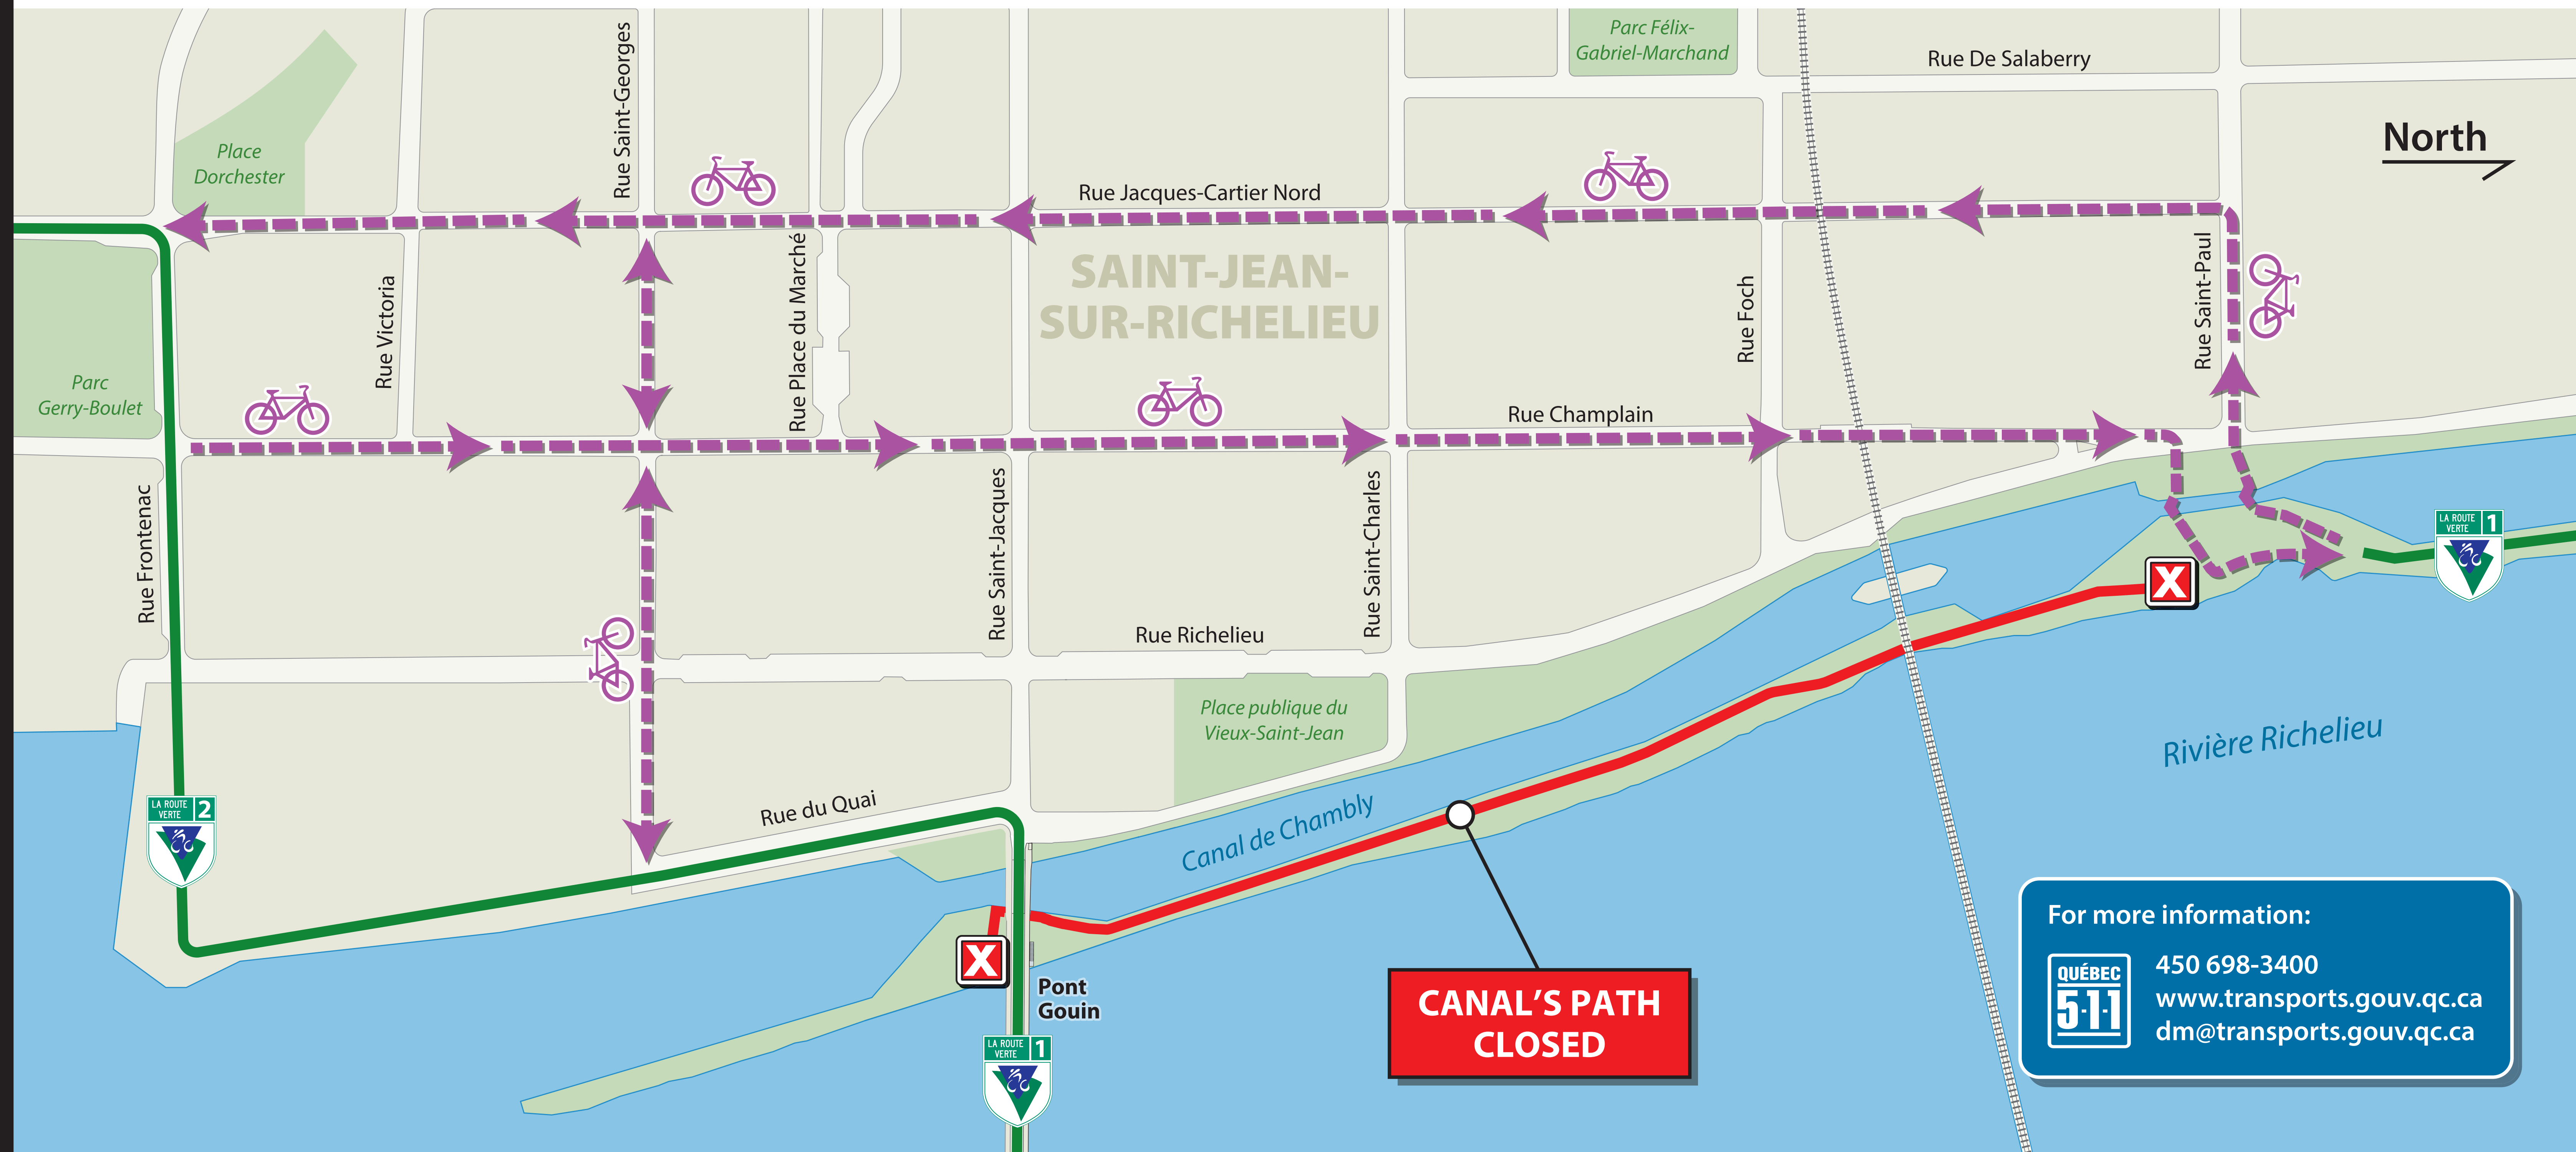 Parc Félix-
Gabriel-Marchand
Rue De Salaberry
Rue Saint-Georges
North
Place
Dorchester
Rue Jacques-Cartier Nord
SAINT-JEAN-
SUR-RICHELIEU
Rue Place du Marché
Rue Victoria
Rue Foch
Rue Saint-Paul
Parc
Gerry-Boulet
Rue Champlain
Rue Frontenac
Rue Saint-Jacques
Rue Saint-Charles
LA ROUTE
VERTE 1
X
Rue Richelieu
Place publique du
Vieux-Saint-Jean
Rivière Richelieu
LA ROUTE
VERTE 2
Rue du Quai
Canal de Chambly
X
Pont
Gouin
LA ROUTE
VERTE 1
CANAL'S PATH
CLOSED
For more information:
QUÉBEC
5-1-1
450 698-3400
www.transports.gouv.qc.ca
dm@transports.gouv.qc.ca